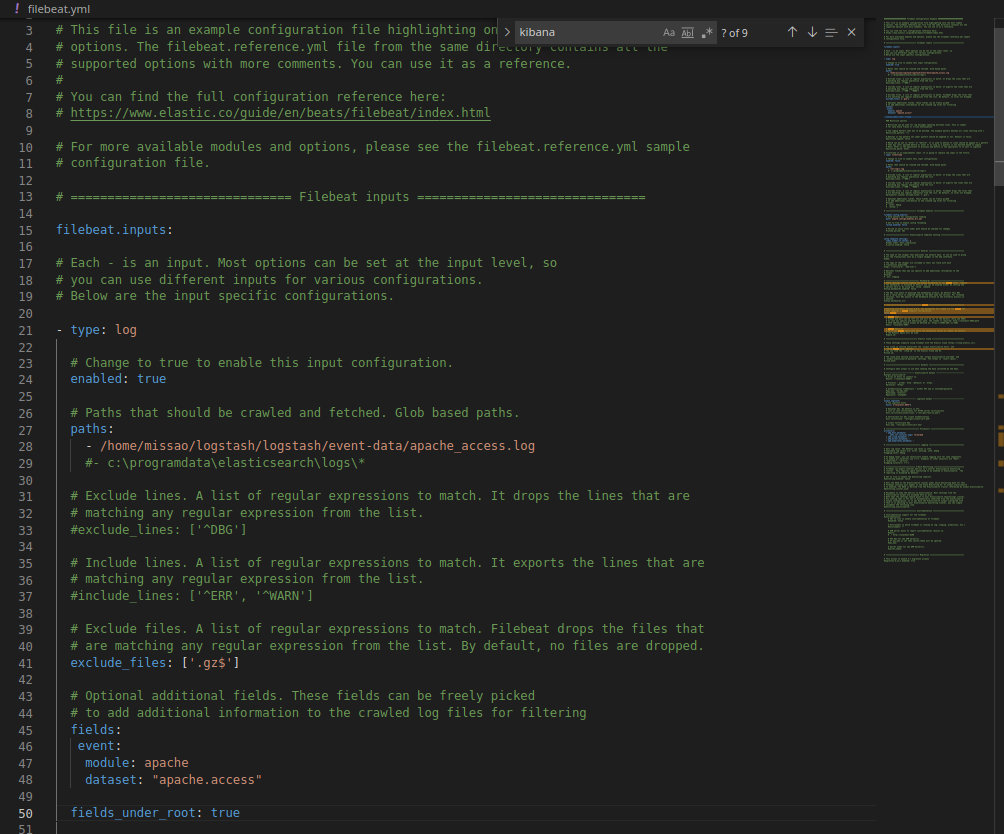 ! filebeat.yml
kibana
Aa Abl .* ? of 9
3 # This file is an example configuration file highlighting on
4 # options. The filebeat.reference.yml file from the same directory contains all the
5 # supported options with more comments. You can use it as a reference.
6 #
7 # You can find the full configuration reference here:
8 # https://www.elastic.co/guide/en/beats/filebeat/index.html
9
10 # For more available modules and options, please see the filebeat.reference.yml sample
11 # configuration file.
12
13 # ============================== Filebeat inputs ===============================
14
15 filebeat.inputs:
16
17 # Each - is an input. Most options can be set at the input level, so
18 # you can use different inputs for various configurations.
19 # Below are the input specific configurations.
20
21 - type: log
22
23 # Change to true to enable this input configuration.
24 enabled: true
25
26 # Paths that should be crawled and fetched. Glob based paths.
27 paths:
28 - /home/missao/logstash/logstash/event-data/apache_access.log
29 #- c:\programdata\elasticsearch\logs\*
30
31 # Exclude lines. A list of regular expressions to match. It drops the lines that are
32 # matching any regular expression from the list.
33 #exclude_lines: ['^DBG']
34
35 # Include lines. A list of regular expressions to match. It exports the lines that are
36 # matching any regular expression from the list.
37 #include_lines: ['^ERR', '^WARN']
38
39 # Exclude files. A list of regular expressions to match. Filebeat drops the files that
40 # are matching any regular expression from the list. By default, no files are dropped.
41 exclude_files: ['.gz$']
42
43 # Optional additional fields. These fields can be freely picked
44 # to add additional information to the crawled log files for filtering
45 fields:
46 event:
47 module: apache
48 dataset: "apache.access"
49
50 fields_under_root: true
51